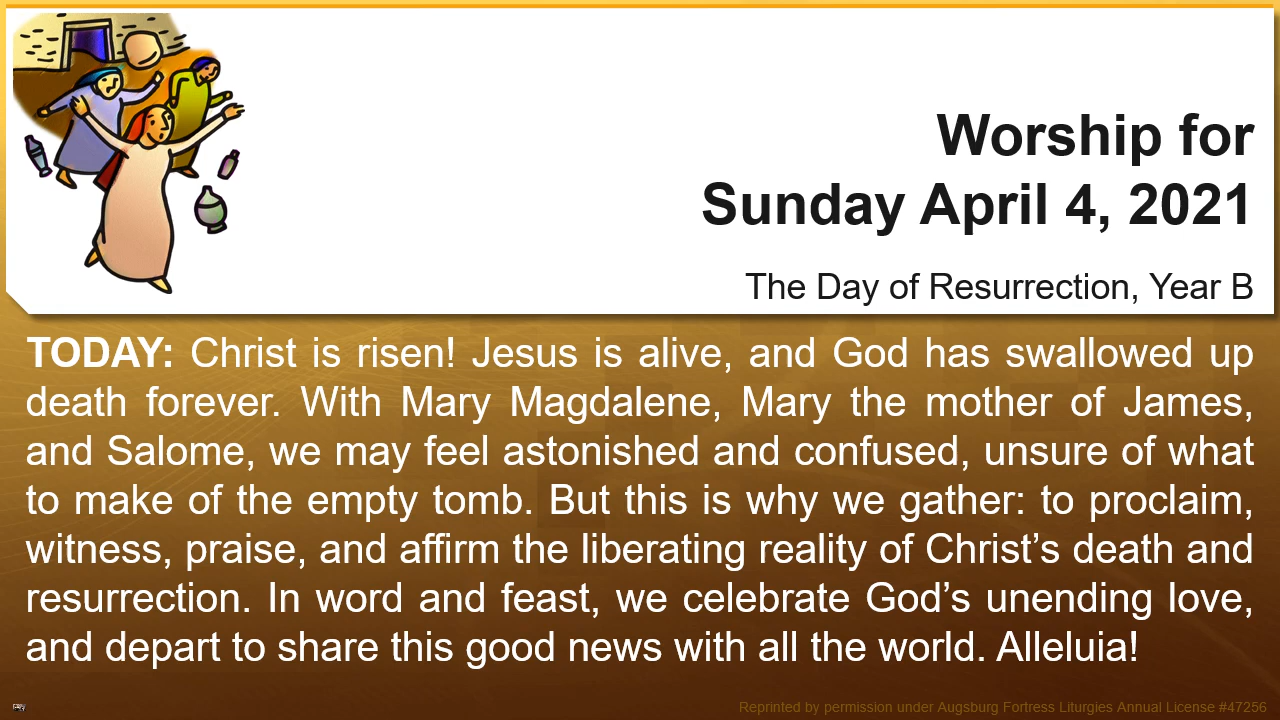 Worship for
Sunday April 4, 2021
The Day of Resurrection, Year B
TODAY: Christ is risen! Jesus is alive, and God has swallowed up
death forever. With Mary Magdalene, Mary the mother of James,
and Salome, we may feel astonished and confused, unsure of what
to make of the empty tomb. But this is why we gather: to proclaim,
witness, praise, and affirm the liberating reality of Christ’s death and
resurrection. In word and feast, we celebrate God’s unending love,
and depart to share this good news with all the world. Alleluia!
Reprinted by permission under Augsburg Fortress Liturgies Annual License #47256